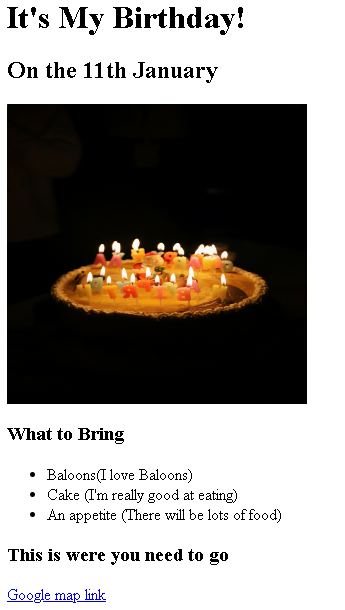 It's My Birthday!
On the 11th January
What to Bring
Baloons(I love Baloons)
Cake (I'm really good at eating)
An appetite (There will be lots of food)
This is were you need to go
Google map link